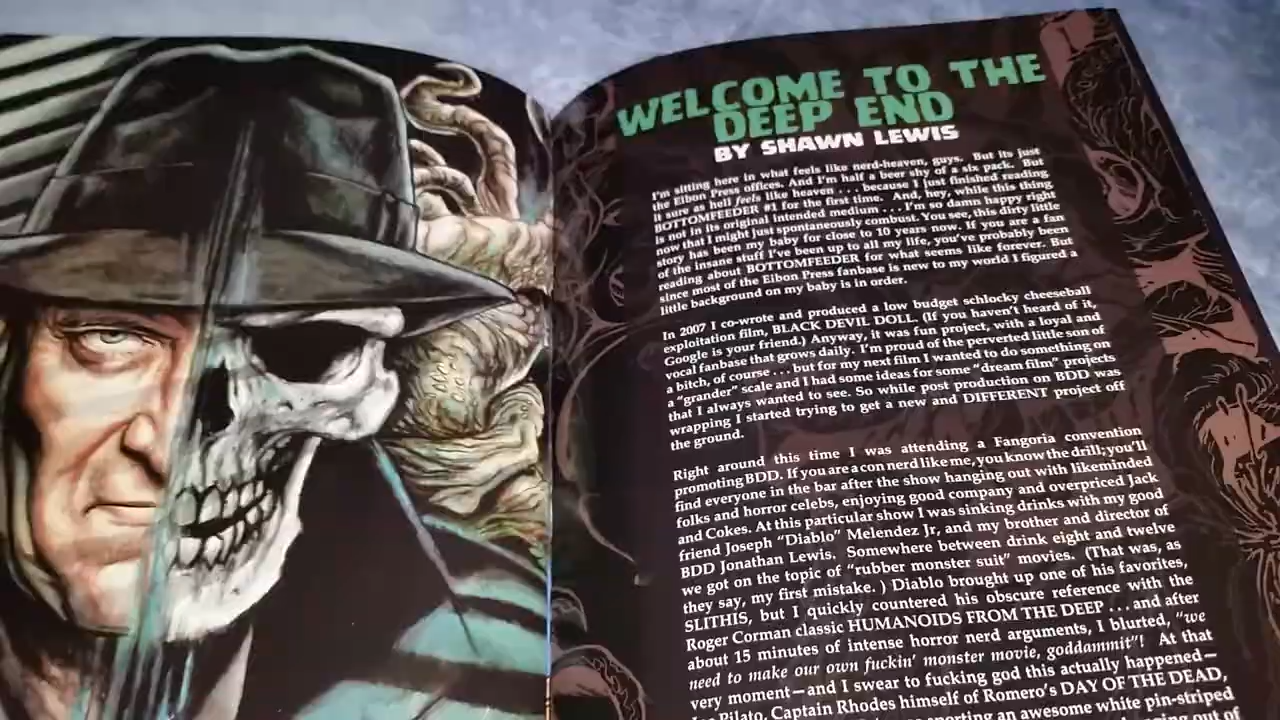 WELCOME TO THE
DEEP END
BY SHAWN LEWIS
I'm sitting here in what feels like nerd-heaven, guys. But its just
the Eibon Press offices. And I'm half a beer shy of a six pack. But
it sure as hell feels like heaven . . . because I just finished reading
BOTTOMFEEDER #1 for the first time. And, hey, while this thing
is not in its original intended medium . . . I'm so damn happy right
now that I might just spontaneously combust. You see, this dirty little
story has been my baby for close to 10 years now. If you are a fan
of the insane stuff I've been up to all my life, you've probably been
reading about BOTTOMFEEDER for what seems like forever. But
since most of the Eibon Press fanbase is new to my world I figured a
little background on my baby is in order.
In 2007 I co-wrote and produced a low budget schlocky cheeseball
exploitation film, BLACK DEVIL DOLL. (If you haven't heard of it,
Google is your friend.) Anyway, it was fun project, with a loyal and
vocal fanbase that grows daily. I'm proud of the perverted little son of
a bitch, of course . . . but for my next film I wanted to do something on
a "grander" scale and I had some ideas for some "dream film" projects
that I always wanted to see. So while post production on BDD was
wrapping I started trying to get a new and DIFFERENT project off
the ground.
Right around this time I was attending a Fangoria convention
promoting BDD. If you are a con nerd like me, you know the drill; you'll
find everyone in the bar after the show hanging out with likeminded
folks and horror celebs, enjoying good company and overpriced Jack
and Cokes. At this particular show I was sinking drinks with my good
friend Joseph "Diablo" Melendez Jr, and my brother and director of
BDD Jonathan Lewis. Somewhere between drink eight and twelve
we got on the topic of "rubber monster suit" movies. (That was, as
they say, my first mistake. ) Diablo brought up one of his favorites,
SLITHIS, but I quickly countered his obscure reference with the
Roger Corman classic HUMANOIDS FROM THE DEEP . . . and after
about 15 minutes of intense horror nerd arguments, I blurted, "we
need to make our own fuckin' monster movie, goddammit"! At that
very moment—and I swear to fucking god this actually happened—
Pilato, Captain Rhodes himself of Romero's DAY OF THE DEAD,
sporting an awesome white pin-striped
out of